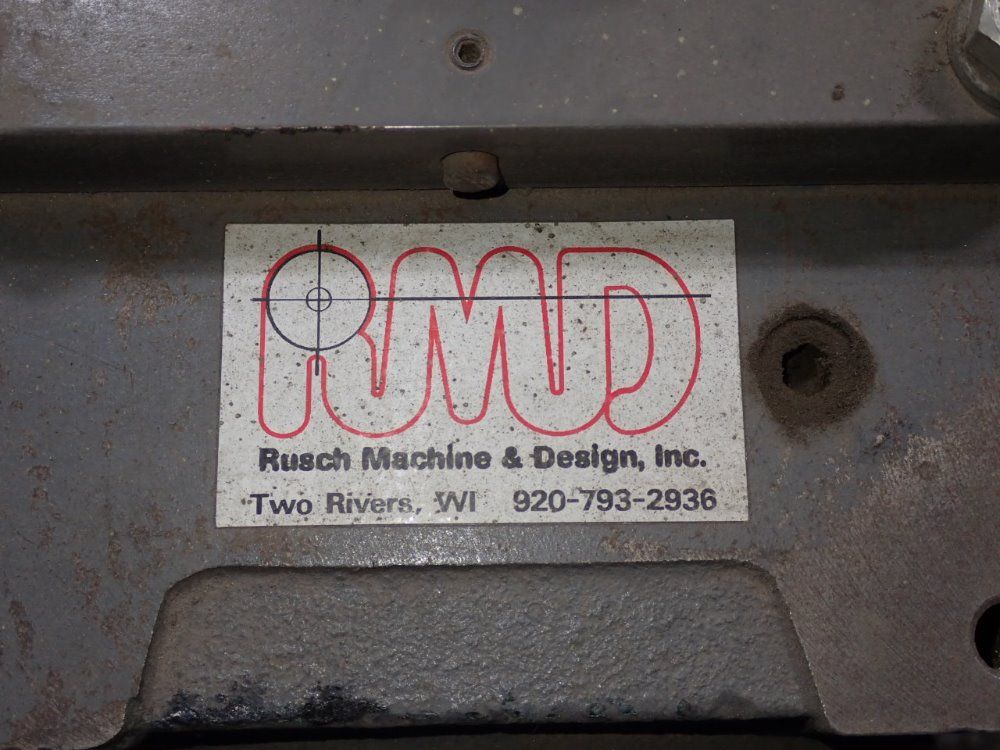 RMD
Rusch Machine & Design, Inc.
Two Rivers, WI 920-793-2936